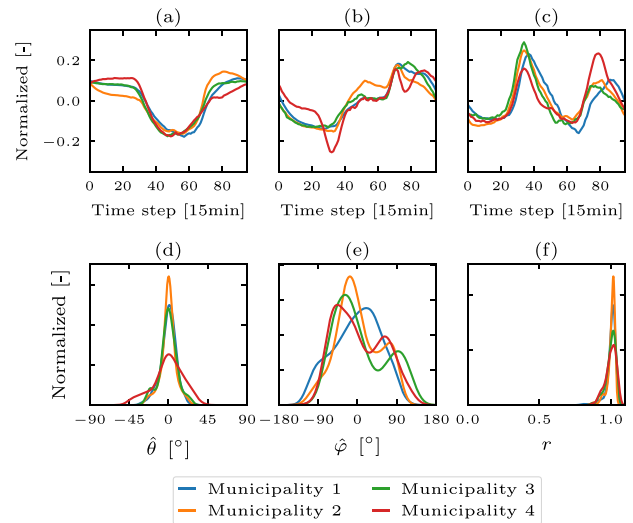 (a) (b) (c)
Normalized [-]
0.2
0.0
−0.2
0 20 40 60 80 0 20 40 60 80 0 20 40 60 80
Time step [15min] Time step [15min] Time step [15min]
(d) (e) (f)
Normalized [-]
−90 −45 0 45 90 −180 −90 0 90 180 0.0 0.5 1.0
θ̂ [°] φ̂ [°] r
Municipality 1 Municipality 3
Municipality 2 Municipality 4